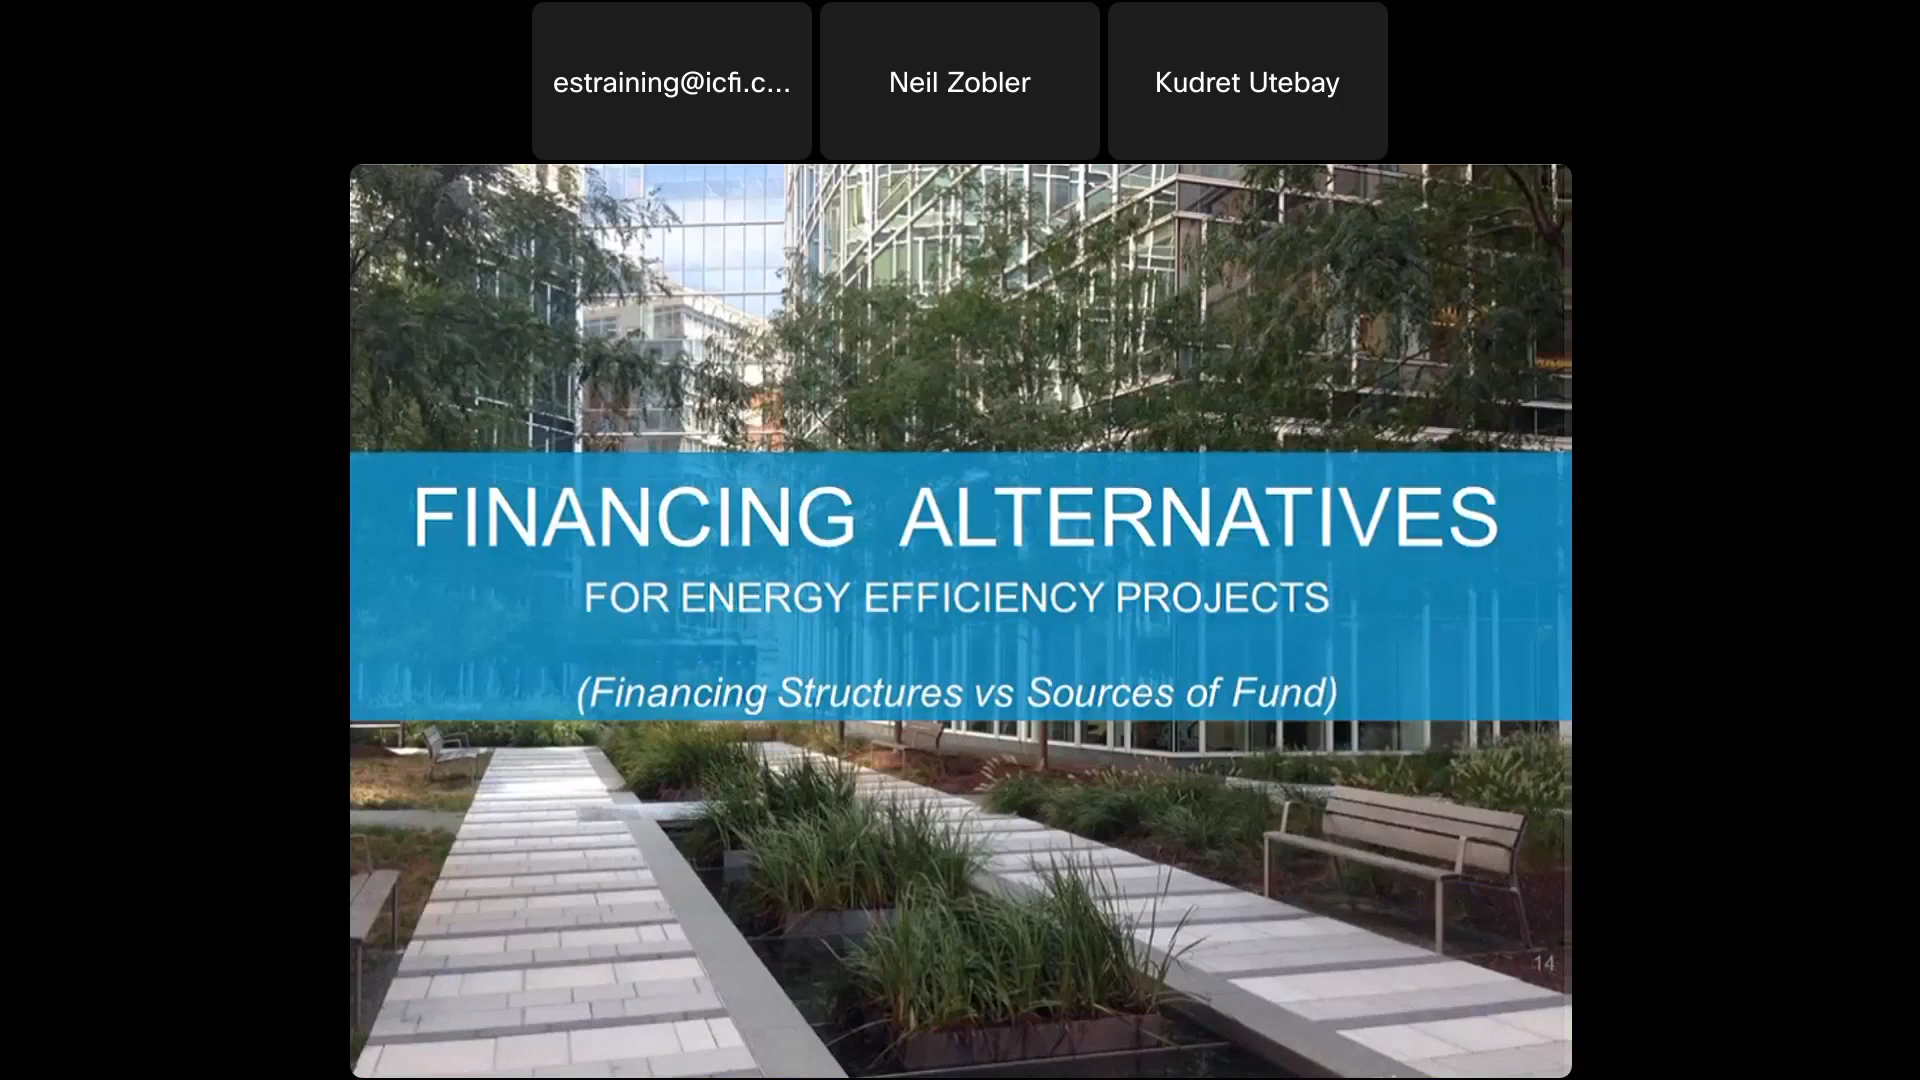 estraining@icfi.c...
Neil Zobler
Kudret Utebay
FINANCING ALTERNATIVES
FOR ENERGY EFFICIENCY PROJECTS
(Financing Structures vs Sources of Fund)
14